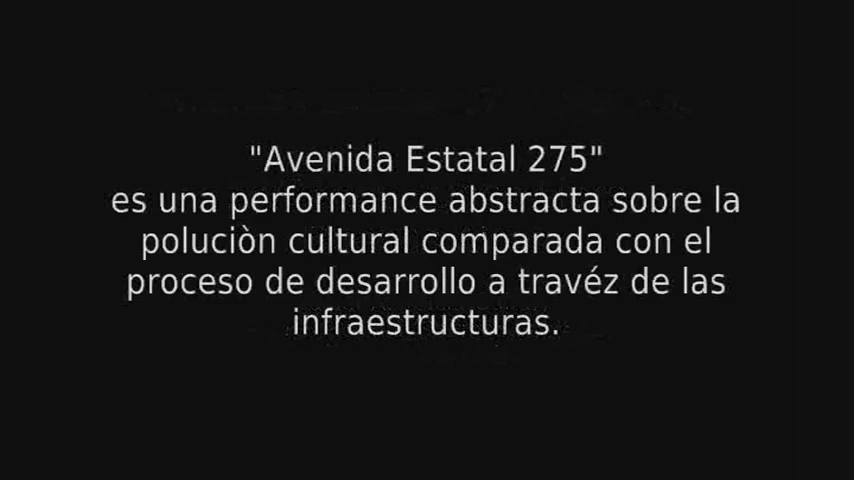 "Avenida Estatal 275"
es una performance abstracta sobre la
poluciòn cultural comparada con el
proceso de desarrollo a travéz de las
infraestructuras.